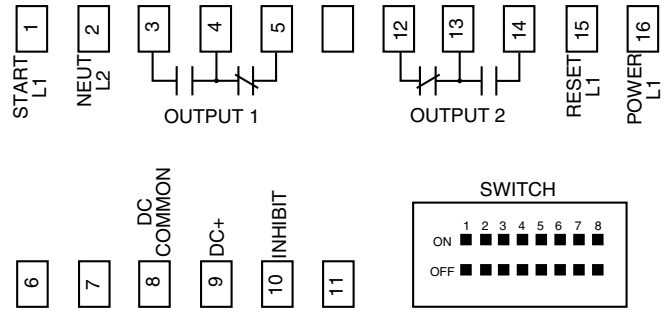 1 2 3 4 5 12 13 14 15 16
START L1
NEUT L2
OUTPUT 1
OUTPUT 2
RESET L1
POWER L1
DC COMMON
DC+
INHIBIT
6 7 8 9 10 11
SWITCH
1 2 3 4 5 6 7 8
ON
OFF